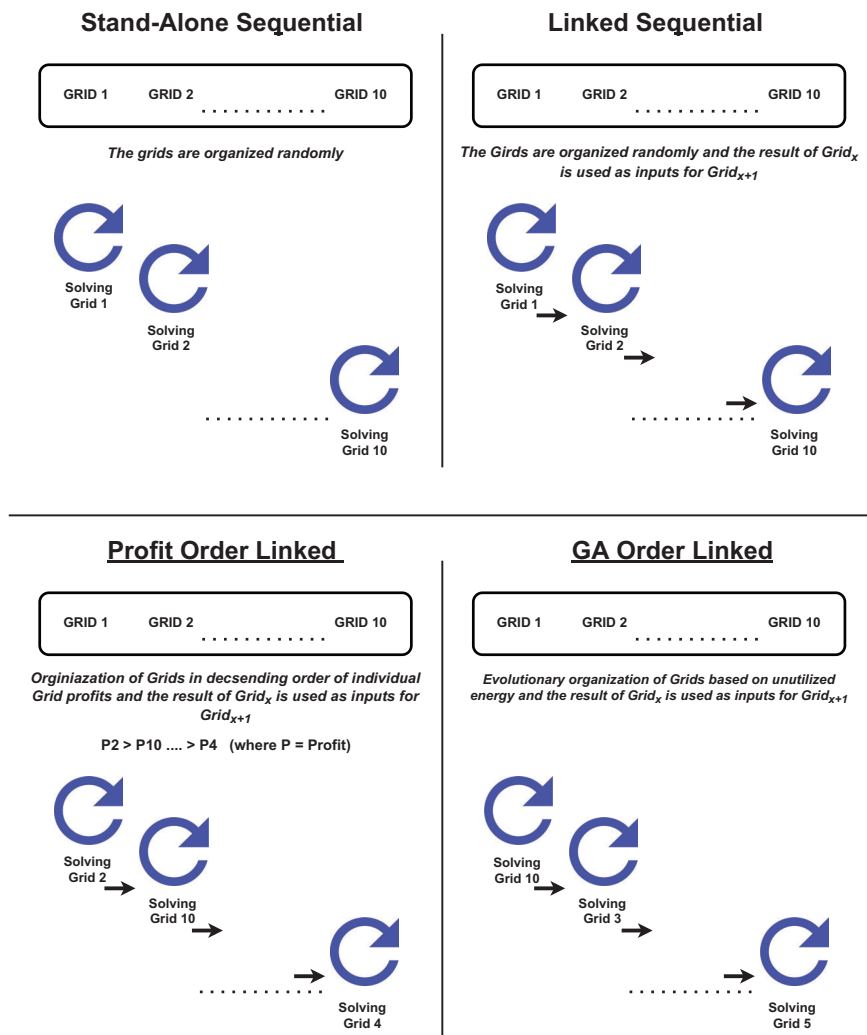 Stand-Alone Sequential
GRID 1 GRID 2 ............ GRID 10
The grids are organized randomly
Solving
Grid 1
Solving
Grid 2
Solving
Grid 10
Linked Sequential
GRID 1 GRID 2 ............ GRID 10
The Girds are organized randomly and the result of Grid_x
is used as inputs for Grid_x+1
Solving
Grid 1
Solving
Grid 2
Solving
Grid 10
Profit Order Linked
GRID 1 GRID 2 ............ GRID 10
Orginiazation of Grids in decsending order of individual
Grid profits and the result of Grid_x is used as inputs for
Grid_x+1
P2 > P10 .... > P4 (where P = Profit)
Solving
Grid 2
Solving
Grid 10
Solving
Grid 4
GA Order Linked
GRID 1 GRID 2 ............ GRID 10
Evolutionary organization of Grids based on unutilized
energy and the result of Grid_x is used as inputs for Grid_x+1
Solving
Grid 10
Solving
Grid 3
Solving
Grid 5